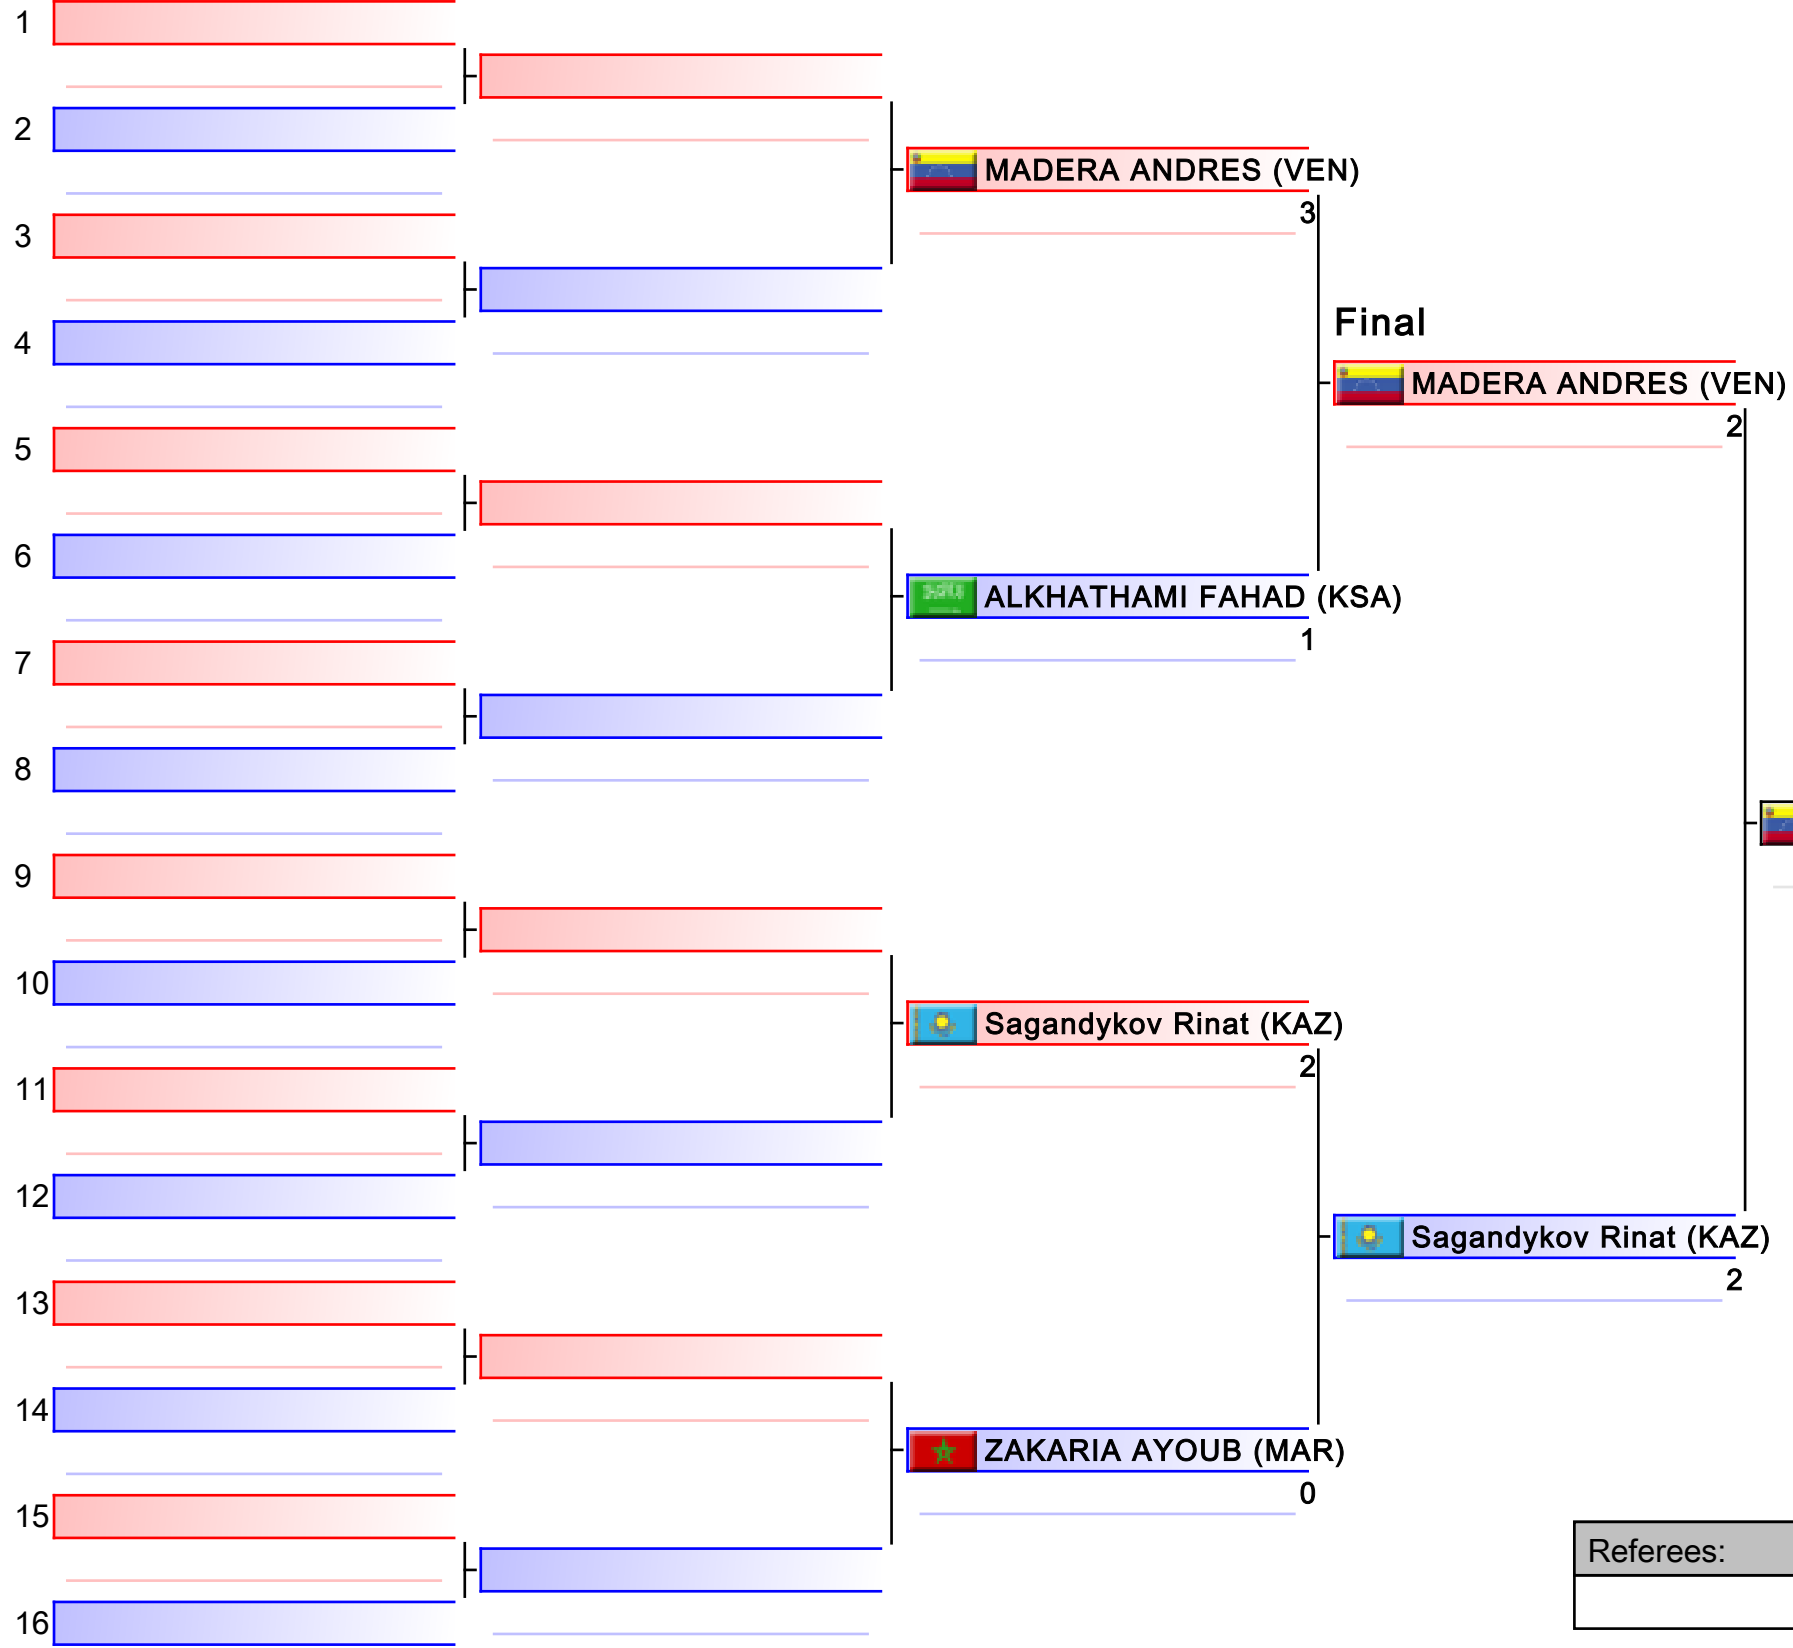 1
2
MADERA ANDRES (VEN)
3
3
Final
4
MADERA ANDRES (VEN)
2
5
6
ALKHATHAMI FAHAD (KSA)
1
7
8
9
10
Sagandykov Rinat (KAZ)
2
11
12
Sagandykov Rinat (KAZ)
2
13
14
ZAKARIA AYOUB (MAR)
0
15
Referees:
16